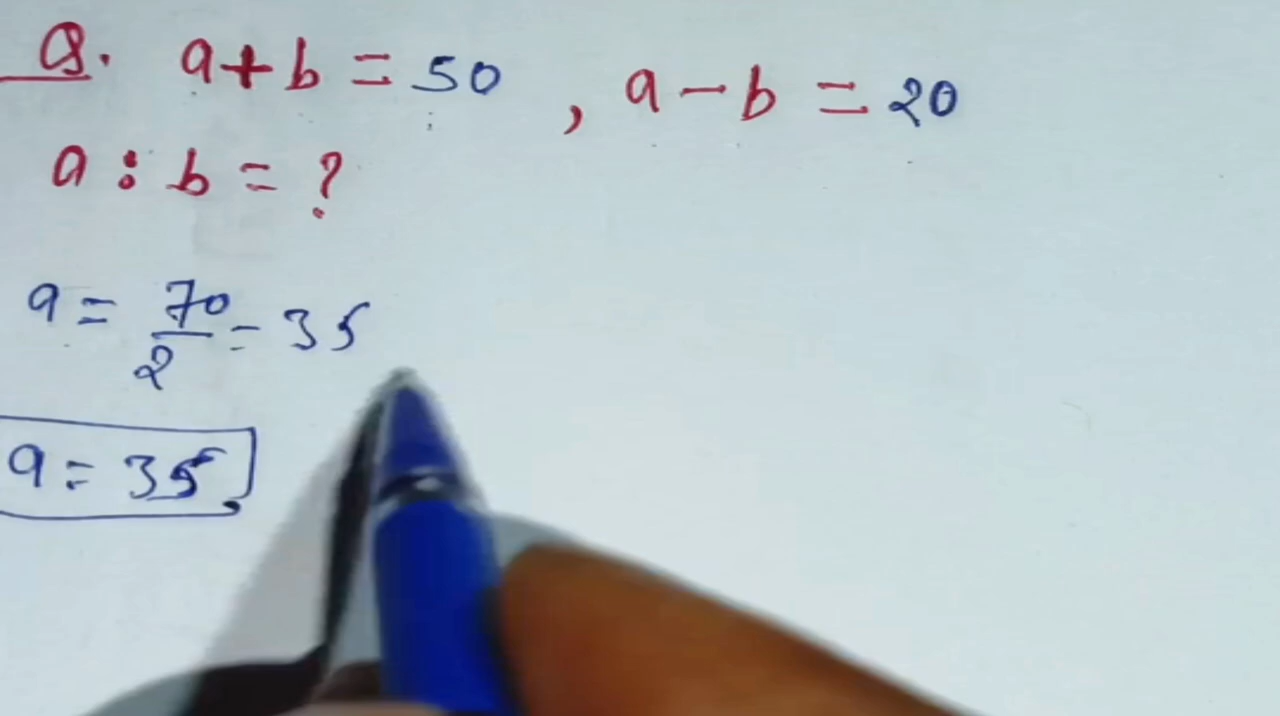 Q. a + b = 50 , a - b = 20
a : b = ?
a = 70/2 = 35
a = 35